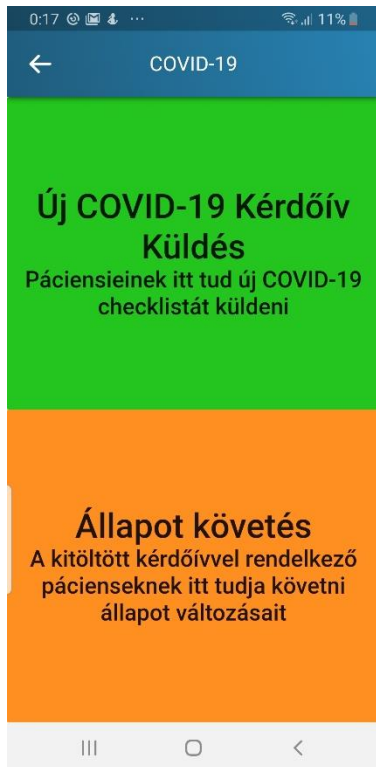 0:17 ... 11%
COVID-19
Új COVID-19 Kérdőív
Küldés
Páciensieinek itt tud új COVID-19
checklistát küldeni
Állapot követés
A kitöltött kérdőívvel rendelkező
pácienseknek itt tudja követni
állapot változásait